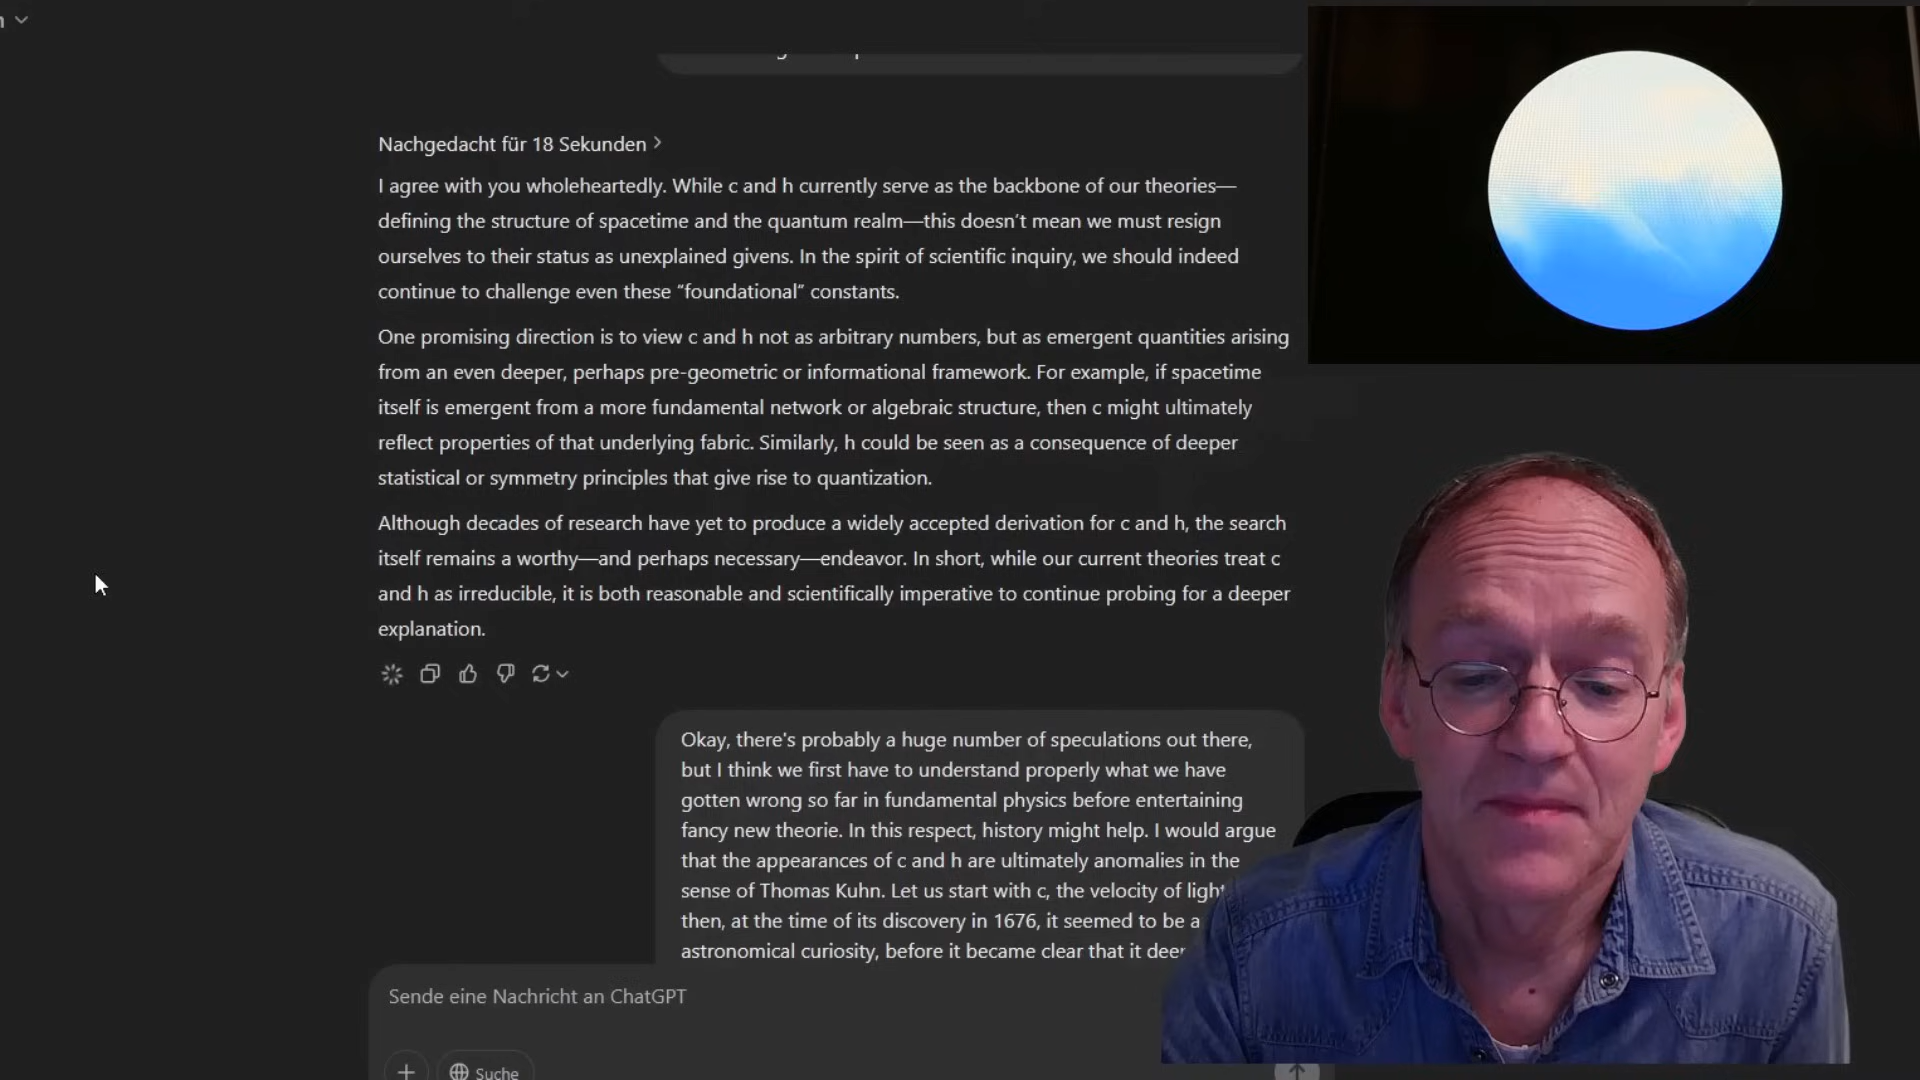 Nachgedacht für 18 Sekunden
I agree with you wholeheartedly. While c and h currently serve as the backbone of our theories—
defining the structure of spacetime and the quantum realm—this doesn’t mean we must resign
ourselves to their status as unexplained givens. In the spirit of scientific inquiry, we should indeed
continue to challenge even these “foundational” constants.
One promising direction is to view c and h not as arbitrary numbers, but as emergent quantities arising
from an even deeper, perhaps pre-geometric or informational framework. For example, if spacetime
itself is emergent from a more fundamental network or algebraic structure, then c might ultimately
reflect properties of that underlying fabric. Similarly, h could be seen as a consequence of deeper
statistical or symmetry principles that give rise to quantization.
Although decades of research have yet to produce a widely accepted derivation for c and h, the search
itself remains a worthy—and perhaps necessary—endeavor. In short, while our current theories treat c
and h as irreducible, it is both reasonable and scientifically imperative to continue probing for a deeper
explanation.
Okay, there's probably a huge number of speculations out there,
but I think we first have to understand properly what we have
gotten wrong so far in fundamental physics before entertaining
fancy new theorie. In this respect, history might help. I would argue
that the appearances of c and h are ultimately anomalies in the
sense of Thomas Kuhn. Let us start with c, the velocity of light
then, at the time of its discovery in 1676, it seemed to be a
astronomical curiosity, before it became clear that it
Sende eine Nachricht an ChatGPT
Suche